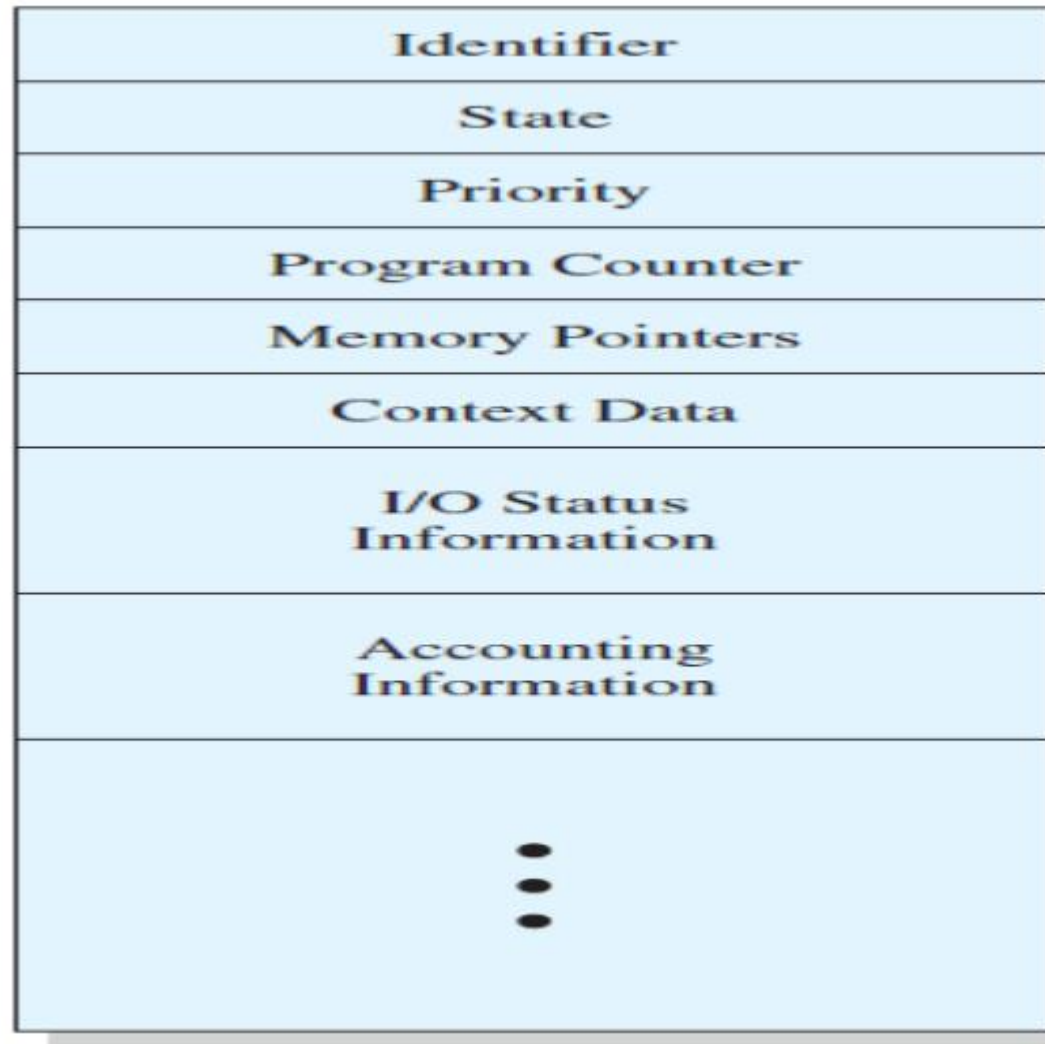 Identifier
State
Priority
Program Counter
Memory Pointers
Context Data
I/O Status
Information
Accounting
Information